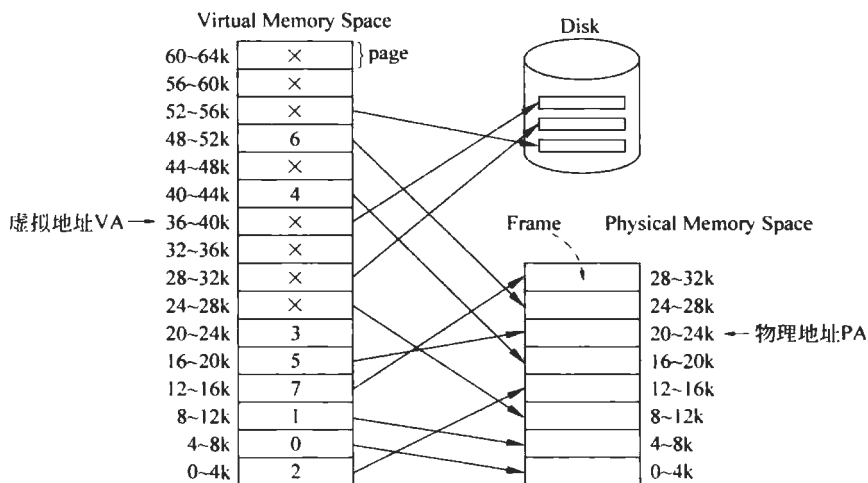 Virtual Memory Space
60~64k × page
56~60k ×
52~56k ×
48~52k 6
44~48k ×
40~44k 4
虚拟地址VA 36~40k ×
32~36k ×
28~32k ×
24~28k ×
20~24k 3
16~20k 5
12~16k 7
8~12k 1
4~8k 0
0~4k 2
Disk
Frame Physical Memory Space
28~32k
24~28k
20~24k 物理地址PA
16~20k
12~16k
8~12k
4~8k
0~4k